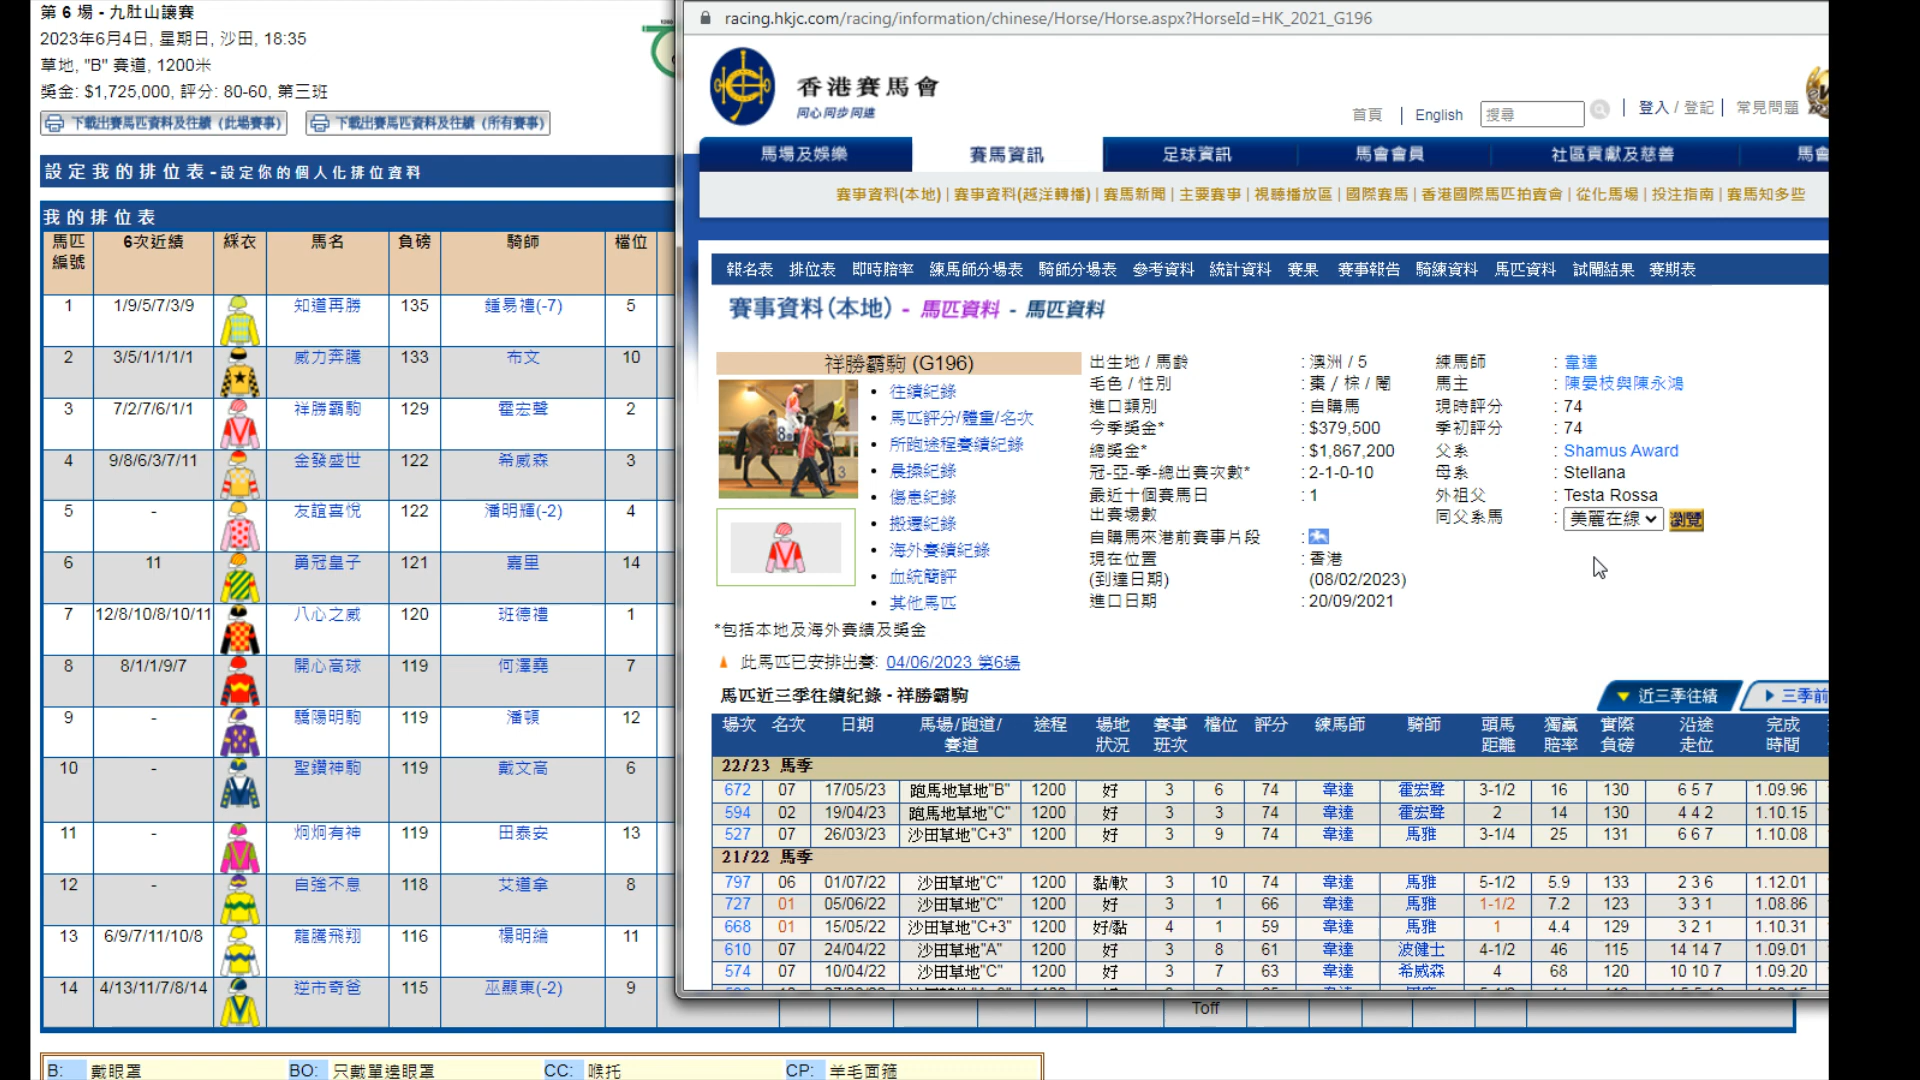 第 6 場 - 九肚山讓賽
2023年6月4日, 星期日, 沙田, 18:35
草地, "B" 賽道, 1200米
獎金: $1,725,000, 評分: 80-60, 第三班
下載出賽馬匹資料及往績 (此場賽事) 下載出賽馬匹資料及往績 (所有賽事)
設定我的排位表 - 設定你的個人化排位資料
我的排位表
馬匹編號 6次近績 綵衣 馬名 負磅 騎師 檔位
1 1/9/5/7/3/9 知道再勝 135 鍾易禮(-7) 5
2 3/5/1/1/1/1 威力奔騰 133 布文 10
3 7/2/7/6/1/1 祥勝霸駒 129 霍宏聲 2
4 9/8/6/3/7/11 金發盛世 122 希威森 3
5 - 友誼喜悅 122 潘明輝(-2) 4
6 11 勇冠皇子 121 嘉里 14
7 12/8/10/8/10/11 八心之威 120 班德禮 1
8 8/1/1/9/7 開心高球 119 何澤堯 7
9 - 驕陽明駒 119 潘頓 12
10 - 聖鑽神駒 119 戴文高 6
11 - 炯炯有神 119 田泰安 13
12 - 自強不息 118 艾道拿 8
13 6/9/7/11/10/8 龍騰飛翔 116 楊明綸 11
14 4/13/11/7/8/14 逆市奇爸 115 巫顯東(-2) 9
Toff
B: 戴眼罩 BO: 只戴單邊眼罩 CC: 喉托 CP: 羊毛面箍
racing.hkjc.com/racing/information/chinese/Horse/Horse.aspx?HorseId=HK_2021_G196
香港賽馬會
同心同步同進
首頁 | English 搜尋 | 登入 / 登記 | 常見問題
馬場及娛樂 賽馬資訊 足球資訊 馬會會員 社區貢獻及慈善 馬會
賽事資料(本地) | 賽事資料(越洋轉播) | 賽馬新聞 | 主要賽事 | 視聽播放區 | 國際賽馬 | 香港國際馬匹拍賣會 | 從化馬場 | 投注指南 | 賽馬知多些
報名表 排位表 即時賠率 練馬師分場表 騎師分場表 參考資料 統計資料 賽果 賽事報告 騎練資料 馬匹資料 試閘結果 賽期表
賽事資料(本地) - 馬匹資料 - 馬匹資料
祥勝霸駒 (G196)
8
3
• 往績紀錄
• 馬匹評分/體重/名次
• 所跑途程賽績紀錄
• 晨操紀錄
• 傷患紀錄
• 搬遷紀錄
• 海外賽績紀錄
• 血統簡評
• 其他馬匹
出生地 / 馬齡 : 澳洲 / 5
毛色 / 性別 : 棗 / 棕 / 閹
進口類別 : 自購馬
今季獎金* : $379,500
總獎金* : $1,867,200
冠-亞-季-總出賽次數* : 2-1-0-10
最近十個賽馬日 : 1
出賽場數
自購馬來港前賽事片段 :
現在位置 : 香港
(到達日期) (08/02/2023)
進口日期 : 20/09/2021
練馬師 : 韋達
馬主 : 陳晏枝與陳永鴻
現時評分 : 74
季初評分 : 74
父系 : Shamus Award
母系 : Stellana
外祖父 : Testa Rossa
同父系馬 : 美麗在線 瀏覽
*包括本地及海外賽績及獎金
此馬匹已安排出賽: 04/06/2023 第6場
馬匹近三季往績紀錄 - 祥勝霸駒 近三季往績 三季前
場次 名次 日期 馬場/跑道/賽道 途程 場地狀況 賽事班次 檔位 評分 練馬師 騎師 頭馬距離 獨贏賠率 實際負磅 沿途走位 完成時間
22/23 馬季
672 07 17/05/23 跑馬地草地"B" 1200 好 3 6 74 韋達 霍宏聲 3-1/2 16 130 6 5 7 1.09.96
594 02 19/04/23 跑馬地草地"C" 1200 好 3 3 74 韋達 霍宏聲 2 14 130 4 4 2 1.10.15
527 07 26/03/23 沙田草地"C+3" 1200 好 3 9 74 韋達 馬雅 3-1/4 25 131 6 6 7 1.10.08
21/22 馬季
797 06 01/07/22 沙田草地"C" 1200 黏/軟 3 10 74 韋達 馬雅 5-1/2 5.9 133 2 3 6 1.12.01
727 01 05/06/22 沙田草地"C" 1200 好 3 1 66 韋達 馬雅 1-1/2 7.2 123 3 3 1 1.08.86
668 01 15/05/22 沙田草地"C+3" 1200 好/黏 4 1 59 韋達 馬雅 1 4.4 129 3 2 1 1.10.31
610 07 24/04/22 沙田草地"A" 1200 好 3 8 61 韋達 波健士 4-1/2 46 115 14 14 7 1.09.01
574 07 10/04/22 沙田草地"C" 1200 好 3 7 63 韋達 希威森 4 68 120 10 10 7 1.09.20